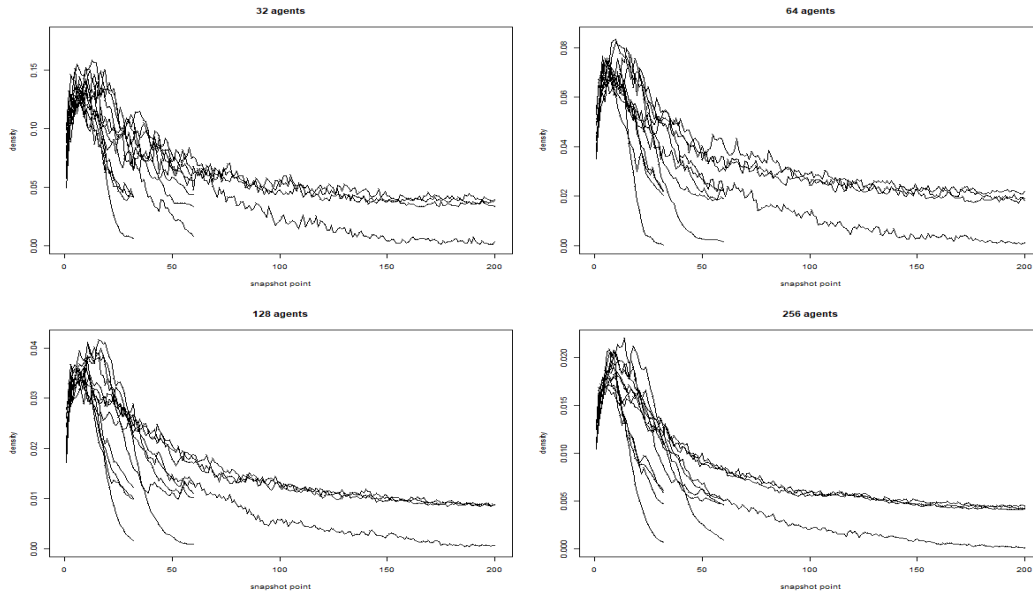 32 agents
density
0.00 0.05 0.10 0.15
0 50 100 150 200
snapshot point
64 agents
density
0.00 0.02 0.04 0.06 0.08
0 50 100 150 200
snapshot point
128 agents
density
0.00 0.01 0.02 0.03 0.04
0 50 100 150 200
snapshot point
256 agents
density
0.000 0.005 0.010 0.015 0.020
0 50 100 150 200
snapshot point